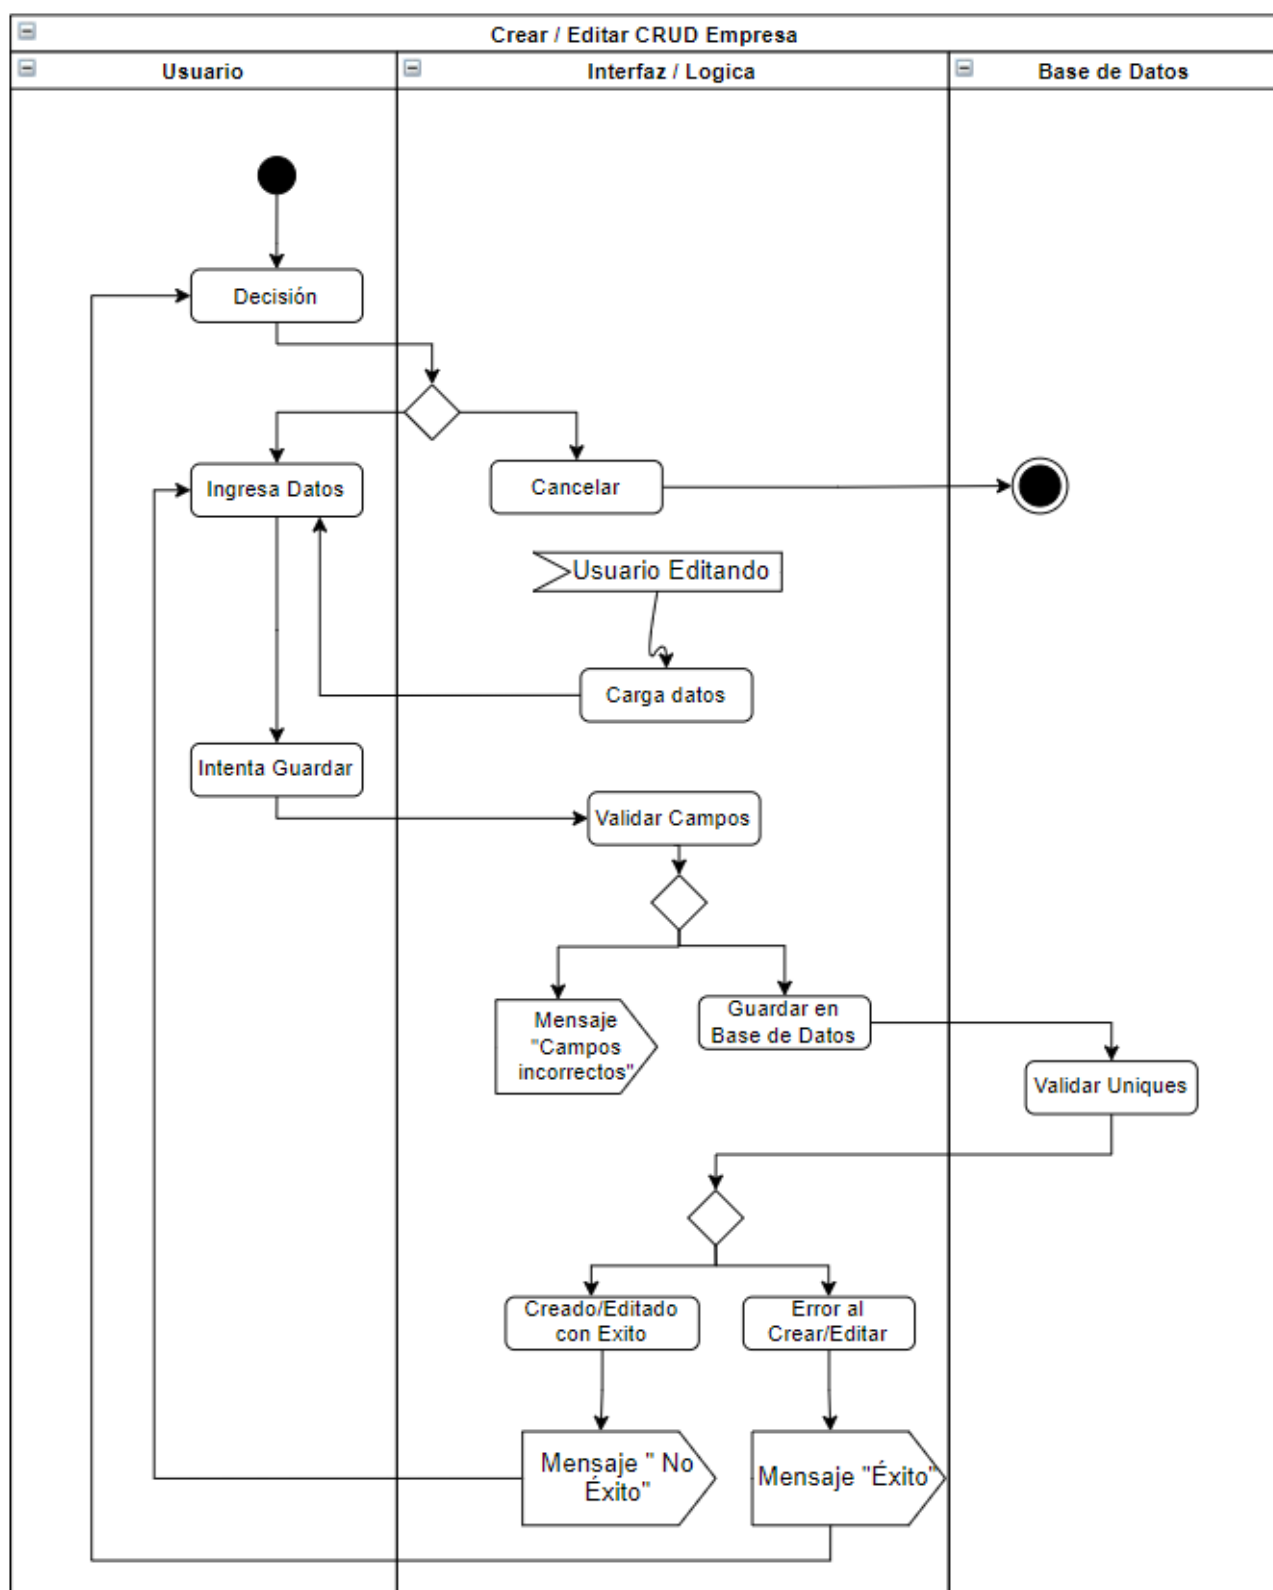 Crear / Editar CRUD Empresa
Usuario
Interfaz / Logica
Base de Datos
Decisión
Ingresa Datos
Cancelar
Usuario Editando
Carga datos
Intenta Guardar
Validar Campos
Mensaje
"Campos
incorrectos"
Guardar en
Base de Datos
Validar Uniques
Creado/Editado
con Exito
Error al
Crear/Editar
Mensaje " No
Éxito"
Mensaje "Éxito"